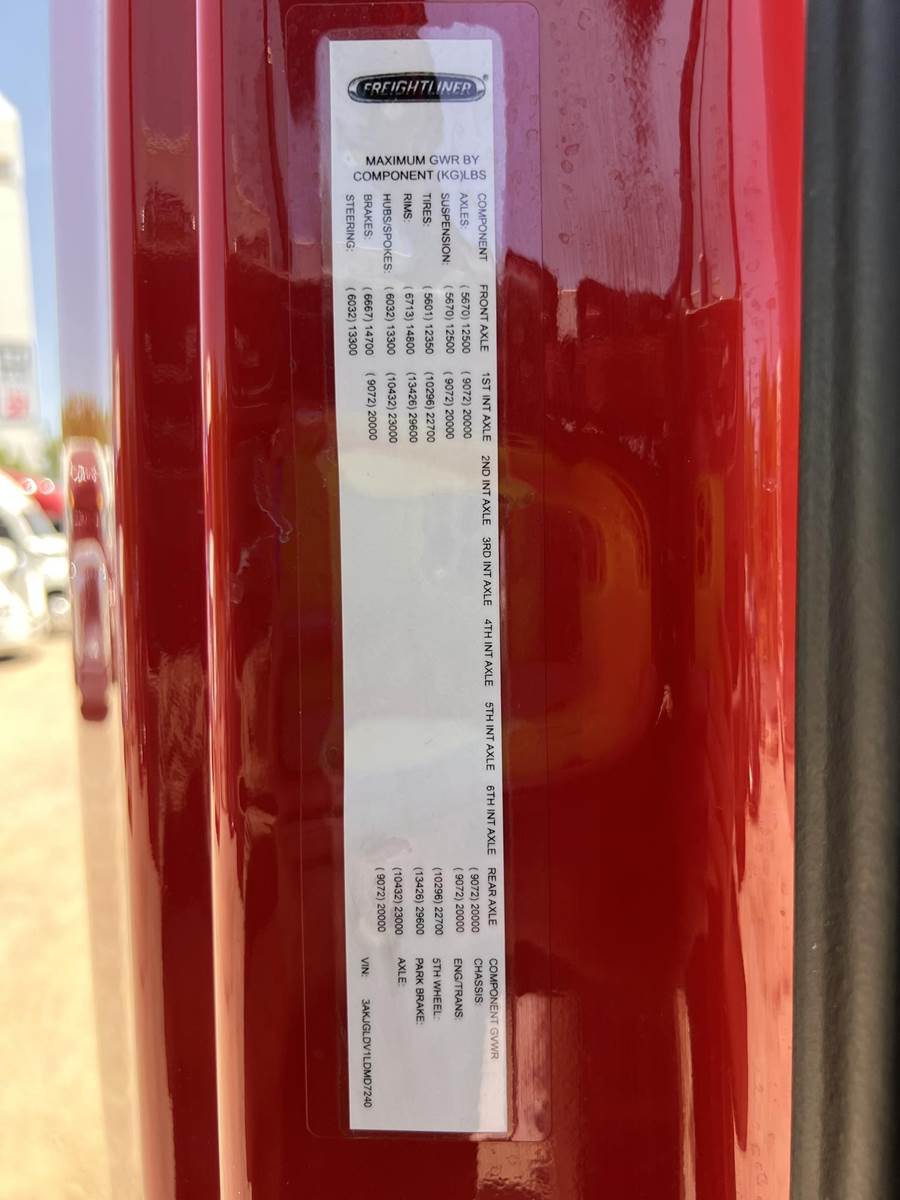 FREIGHTLINER®
MAXIMUM GWR BY
COMPONENT (KG)LBS
COMPONENT FRONT AXLE 1ST INT AXLE 2ND INT AXLE 3RD INT AXLE 4TH INT AXLE 5TH INT AXLE 6TH INT AXLE REAR AXLE COMPONENT GVWR
AXLES: ( 5670) 12500 ( 9072) 20000 ( 9072) 20000 CHASSIS:
SUSPENSION: ( 5670) 12500 ( 9072) 20000 ( 9072) 20000 ENG/TRANS:
TIRES: ( 5601) 12350 (10296) 22700 (10296) 22700 5TH WHEEL:
RIMS: ( 6713) 14800 (13426) 29600 (13426) 29600 PARK BRAKE:
HUBS/SPOKES: ( 6032) 13300 (10432) 23000 (10432) 23000 AXLE:
BRAKES: ( 6667) 14700 ( 9072) 20000 ( 9072) 20000
STEERING: ( 6032) 13300 VIN: 3AKJGLDV1LDMD7240